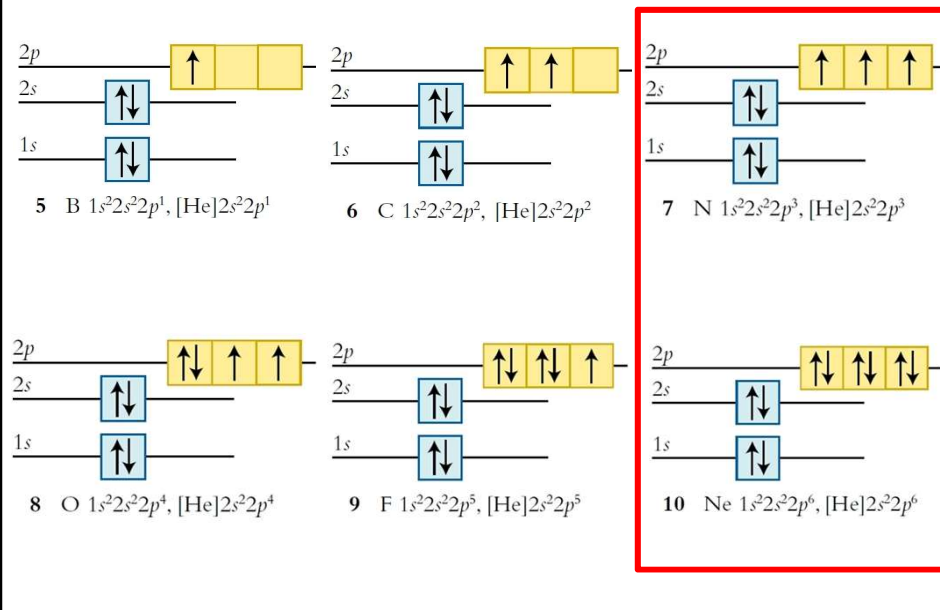 2p
2s
1s
5 B 1s²2s²2p¹, [He]2s²2p¹
2p
2s
1s
6 C 1s²2s²2p², [He]2s²2p²
2p
2s
1s
7 N 1s²2s²2p³, [He]2s²2p³
2p
2s
1s
8 O 1s²2s²2p⁴, [He]2s²2p⁴
2p
2s
1s
9 F 1s²2s²2p⁵, [He]2s²2p⁵
2p
2s
1s
10 Ne 1s²2s²2p⁶, [He]2s²2p⁶